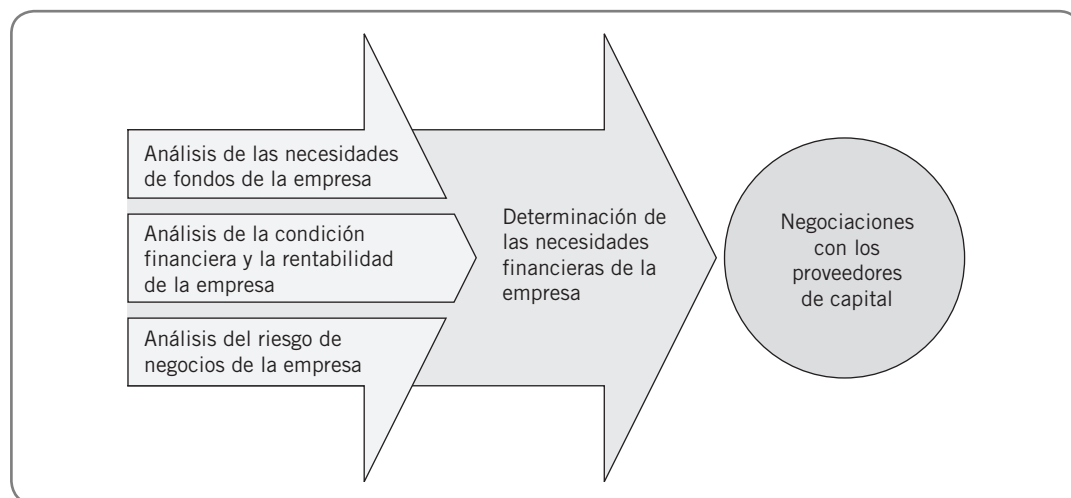 Análisis de las necesidades
de fondos de la empresa
Análisis de la condición
financiera y la rentabilidad
de la empresa
Análisis del riesgo de
negocios de la empresa
Determinación de
las necesidades
financieras de la
empresa
Negociaciones
con los
proveedores
de capital